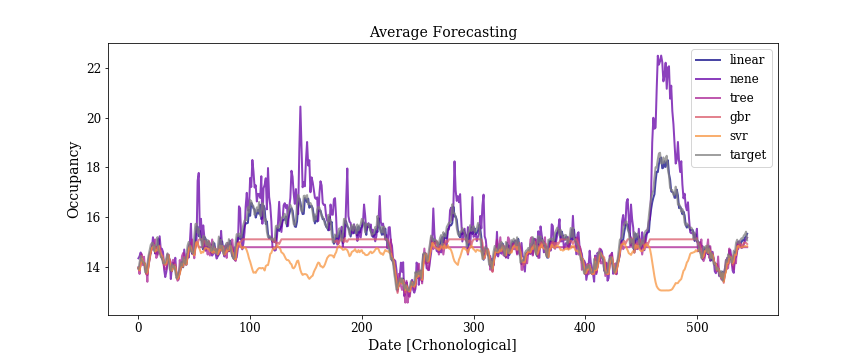 Average Forecasting
Occupancy
22
20
18
16
14
linear
nene
tree
gbr
svr
target
0 100 200 300 400 500
Date [Crhonological]